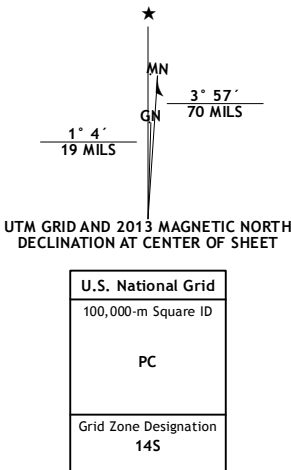 ★
MN
3° 57´
70 MILS
GN
1° 4´
19 MILS
UTM GRID AND 2013 MAGNETIC NORTH
DECLINATION AT CENTER OF SHEET
U.S. National Grid
100,000-m Square ID
PC
Grid Zone Designation
14S